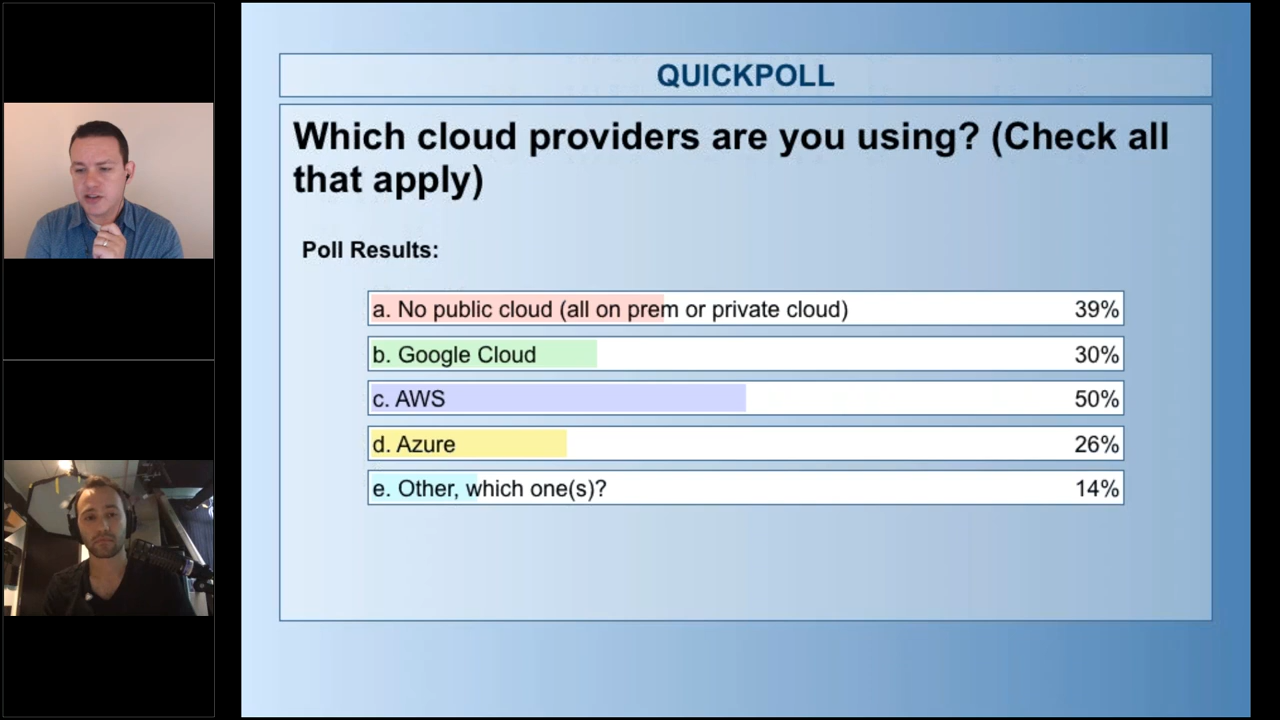 QUICKPOLL
Which cloud providers are you using? (Check all
that apply)
Poll Results:
a. No public cloud (all on prem or private cloud) 39%
b. Google Cloud 30%
c. AWS 50%
d. Azure 26%
e. Other, which one(s)? 14%